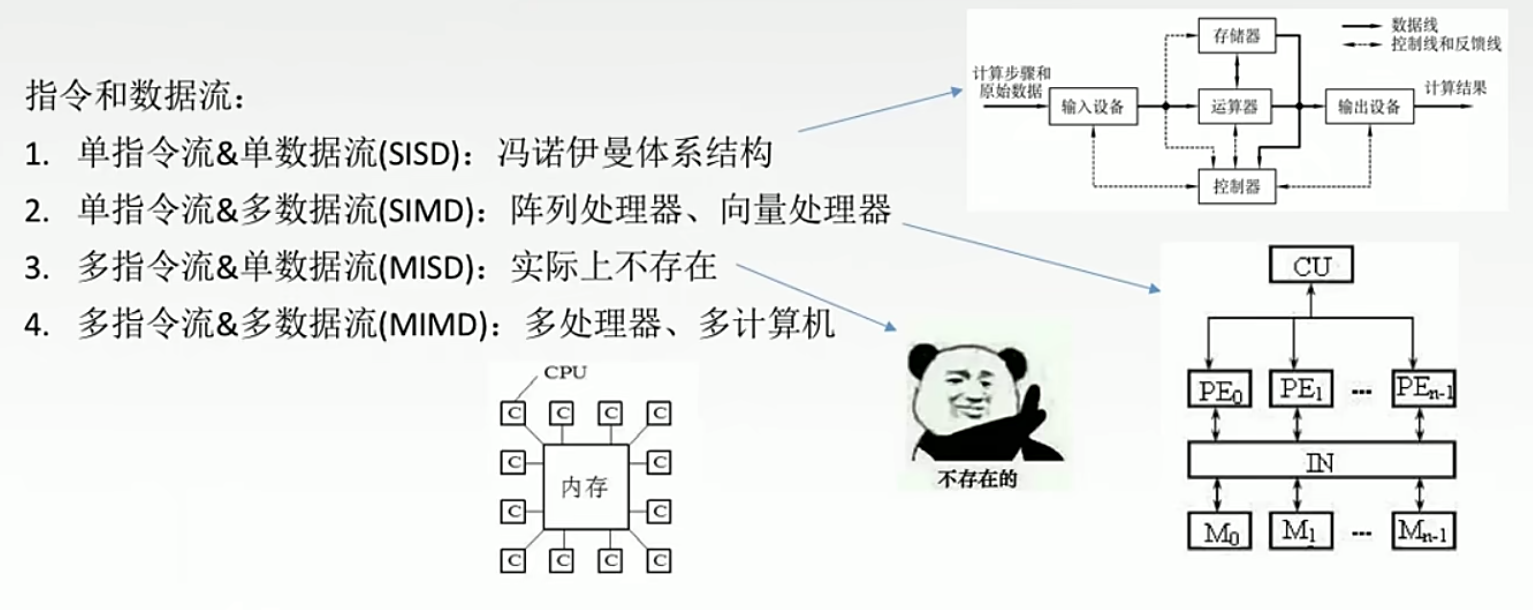 指令和数据流：
1. 单指令流&单数据流(SISD)：冯诺伊曼体系结构
2. 单指令流&多数据流(SIMD)：阵列处理器、向量处理器
3. 多指令流&单数据流(MISD)：实际上不存在
4. 多指令流&多数据流(MIMD)：多处理器、多计算机
数据线
控制线和反馈线
存储器
计算步骤和
原始数据
输入设备
运算器
输出设备
计算结果
控制器
CU
PE0 PE1 ... PEn-1
IN
M0 M1 ... Mn-1
不存在的
CPU
C C C C
C C
内存
C C
C C C C